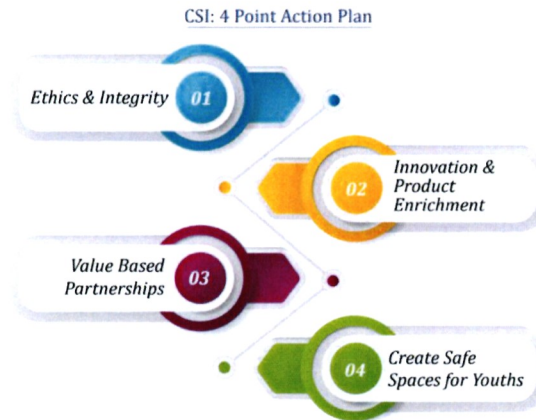 CSI: 4 Point Action Plan
Ethics & Integrity
01
02
Innovation &
Product
Enrichment
Value Based
Partnerships
03
04
Create Safe
Spaces for Youths